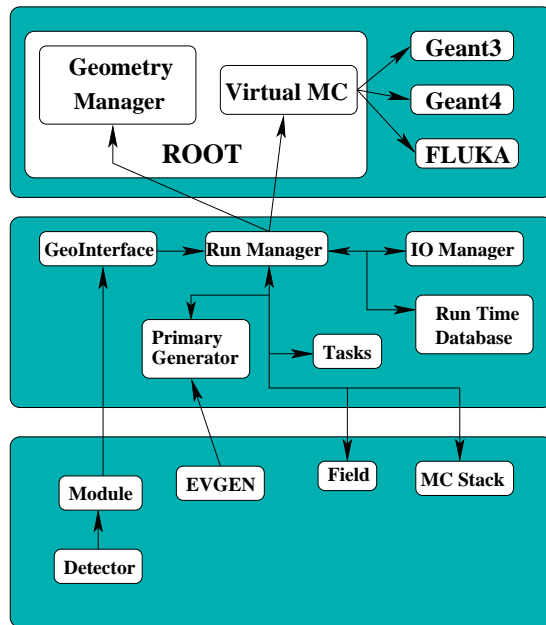 Geometry
Manager
Virtual MC
ROOT
Geant3
Geant4
FLUKA
GeoInterface
Run Manager
IO Manager
Primary
Generator
Tasks
Run Time
Database
Module
EVGEN
Field
MC Stack
Detector